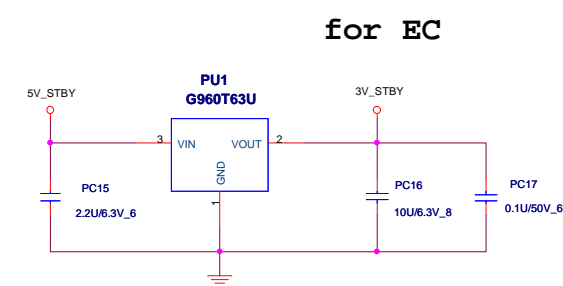 for EC
PU1
G960T63U
5V_STBY
3V_STBY
3
VIN
VOUT
2
GND
1
PC15
2.2U/6.3V_6
PC16
10U/6.3V_8
PC17
0.1U/50V_6